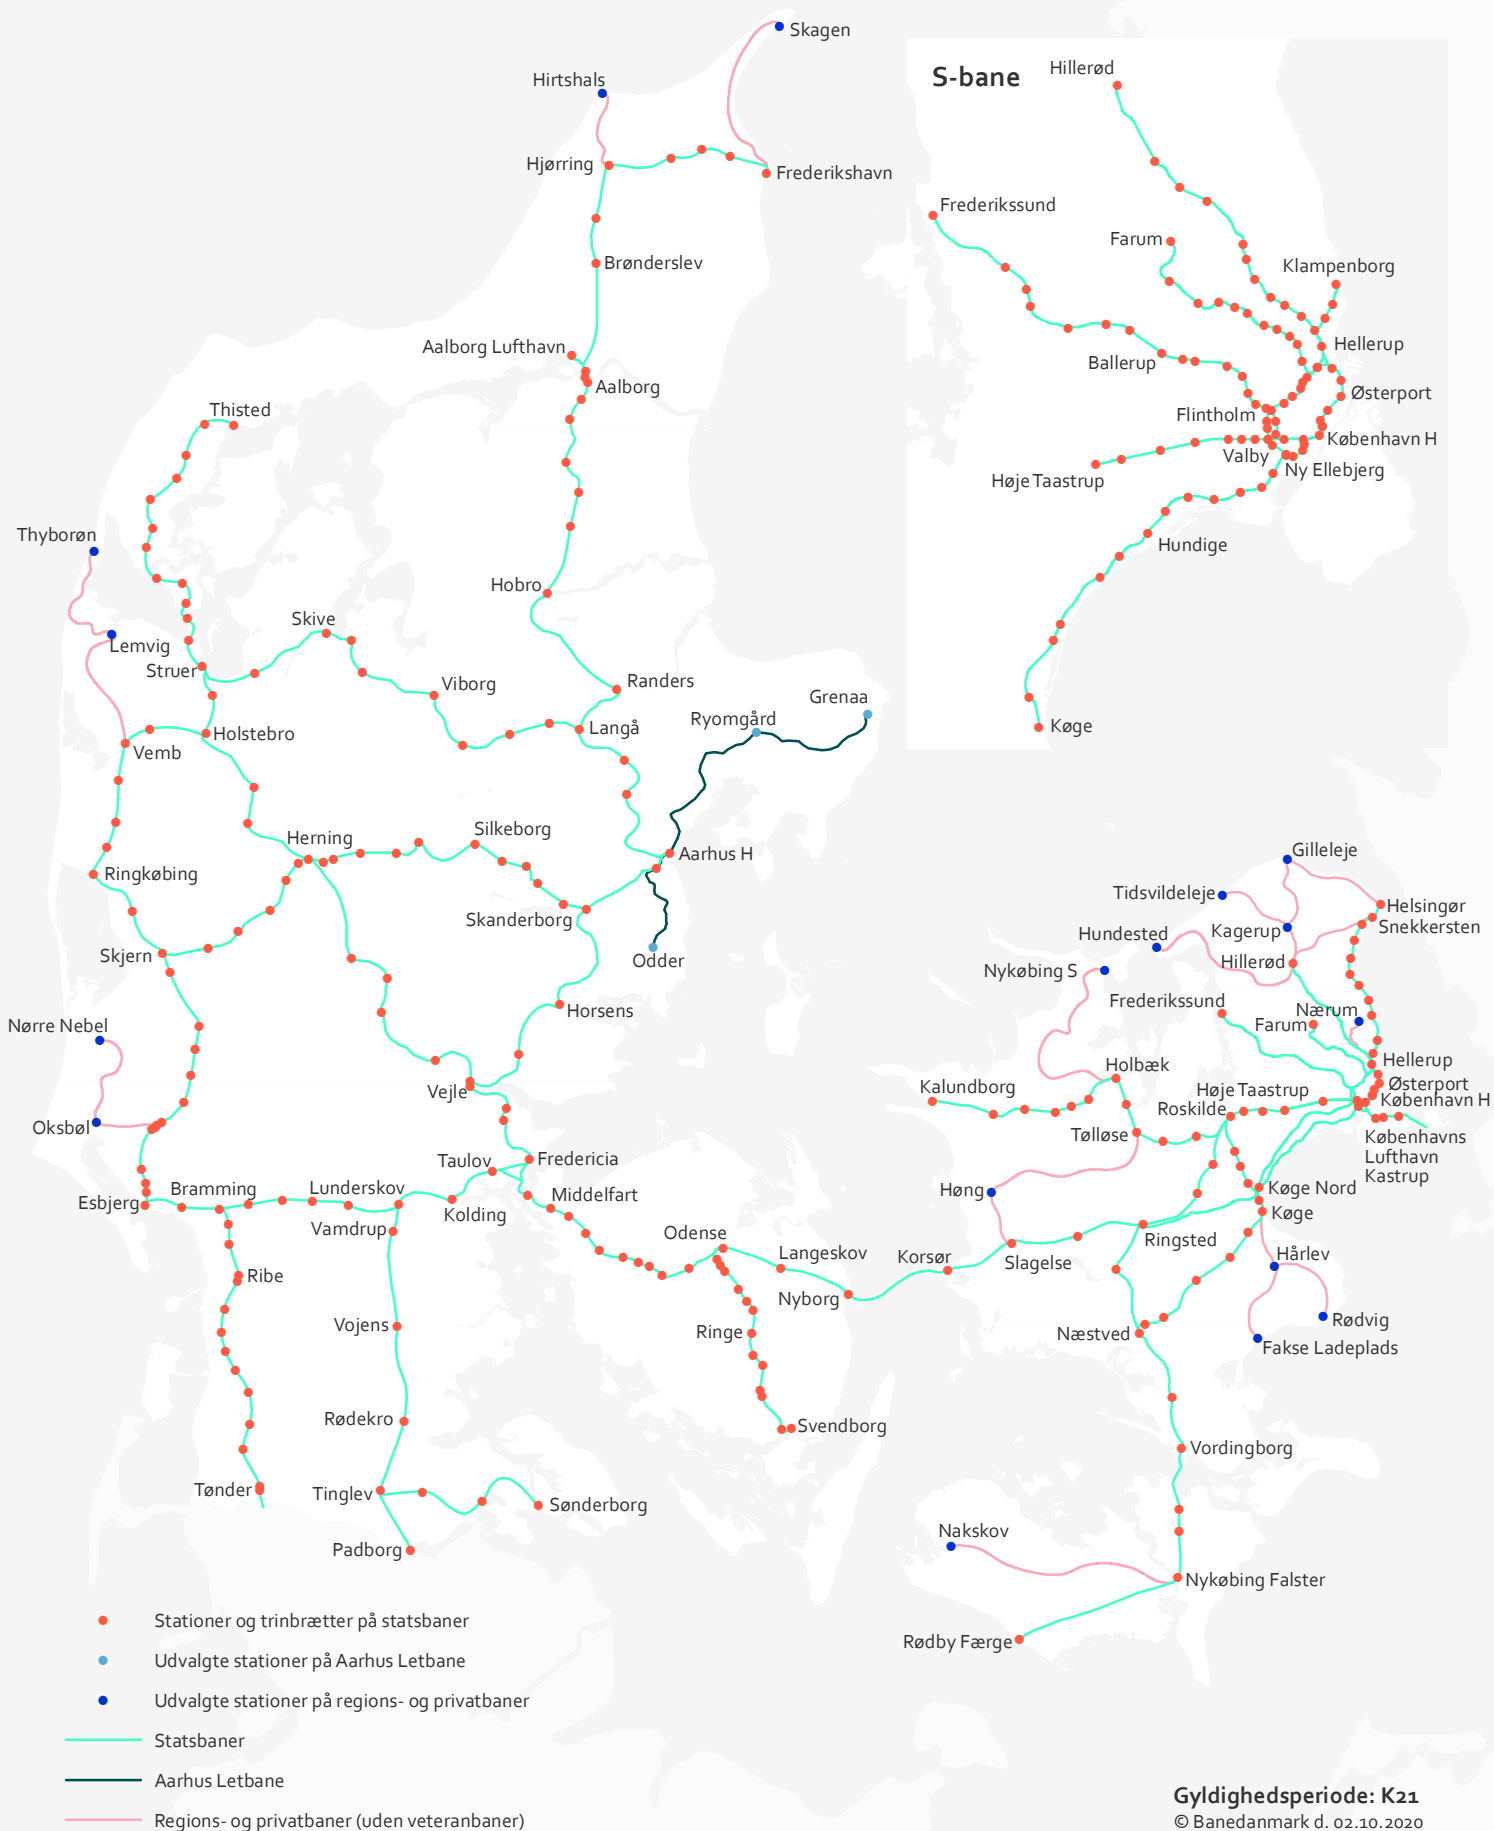 Skagen
Hirtshals
Hjørring
Frederikshavn
Brønderslev
Aalborg Lufthavn
Aalborg
Thisted
Thyborøn
Hobro
Skive
Lemvig
Struer
Viborg
Randers
Grenaa
Ryomgård
Langå
Holstebro
Vemb
Herning
Silkeborg
Aarhus H
Ringkøbing
Skanderborg
Skjern
Odder
Horsens
Nørre Nebel
Vejle
Oksbøl
Taulov
Fredericia
Bramming
Lunderskov
Middelfart
Esbjerg
Kolding
Vamdrup
Odense
Langeskov
Ribe
Nyborg
Vojens
Ringe
Rødekro
Svendborg
Tønder
Tinglev
Sønderborg
Padborg
S-bane
Hillerød
Frederikssund
Farum
Klampenborg
Hellerup
Ballerup
Østerport
Flintholm
København H
Valby
Ny Ellebjerg
Høje Taastrup
Hundige
Køge
Gilleleje
Tidsvildeleje
Helsingør
Snekkersten
Kagerup
Hundested
Hillerød
Nykøbing S
Frederikssund
Nærum
Farum
Hellerup
Holbæk
Kalundborg
Høje Taastrup
Østerport
København H
Roskilde
Tølløse
Københavns
Lufthavn
Kastrup
Høng
Køge Nord
Køge
Ringsted
Korsør
Slagelse
Hårlev
Rødvig
Næstved
Fakse Ladeplads
Vordingborg
Nakskov
Nykøbing Falster
Rødby Færge
Stationer og trinbrætter på statsbaner
Udvalgte stationer på Aarhus Letbane
Udvalgte stationer på regions- og privatbaner
Statsbaner
Aarhus Letbane
Regions- og privatbaner (uden veteranbaner)
Gyldighedsperiode: K21
© Banedanmark d. 02.10.2020